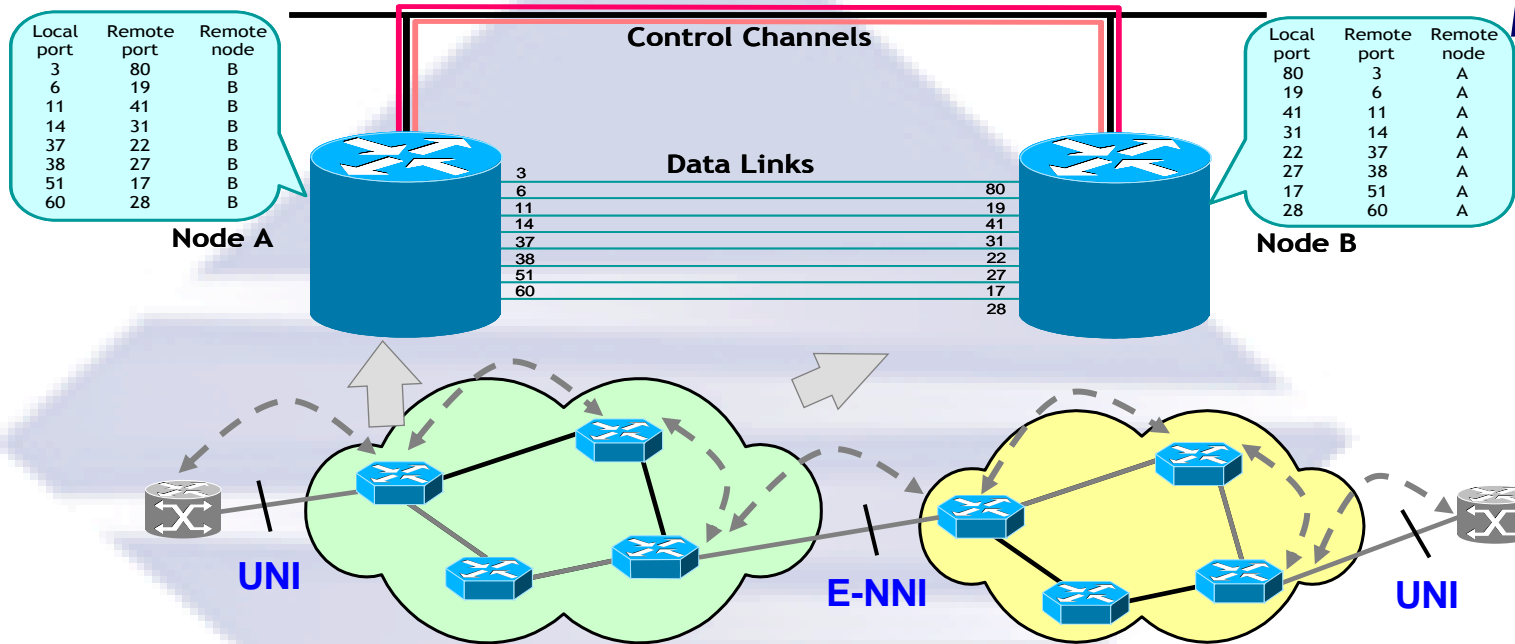 Local port Remote port Remote node
3 80 B
6 19 B
11 41 B
14 31 B
37 22 B
38 27 B
51 17 B
60 28 B
Control Channels
Local port Remote port Remote node
80 3 A
19 6 A
41 11 A
31 14 A
22 37 A
27 38 A
17 51 A
28 60 A
Node A
Data Links
Node B
3
6
11
14
37
38
51
60
80
19
41
31
22
27
17
28
UNI
E-NNI
UNI